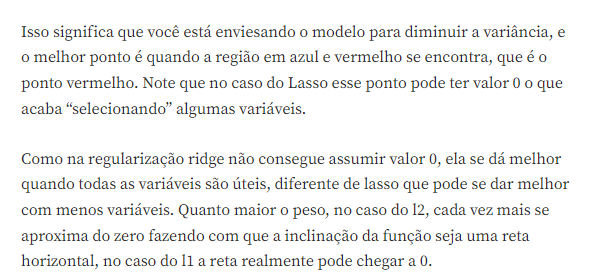 Isso significa que você está enviesando o modelo para diminuir a variância, e
o melhor ponto é quando a região em azul e vermelho se encontra, que é o
ponto vermelho. Note que no caso do Lasso esse ponto pode ter valor 0 o que
acaba “selecionando” algumas variáveis.
Como na regularização ridge não consegue assumir valor 0, ela se dá melhor
quando todas as variáveis são úteis, diferente de lasso que pode se dar melhor
com menos variáveis. Quanto maior o peso, no caso do l2, cada vez mais se
aproxima do zero fazendo com que a inclinação da função seja uma reta
horizontal, no caso do l1 a reta realmente pode chegar a 0.